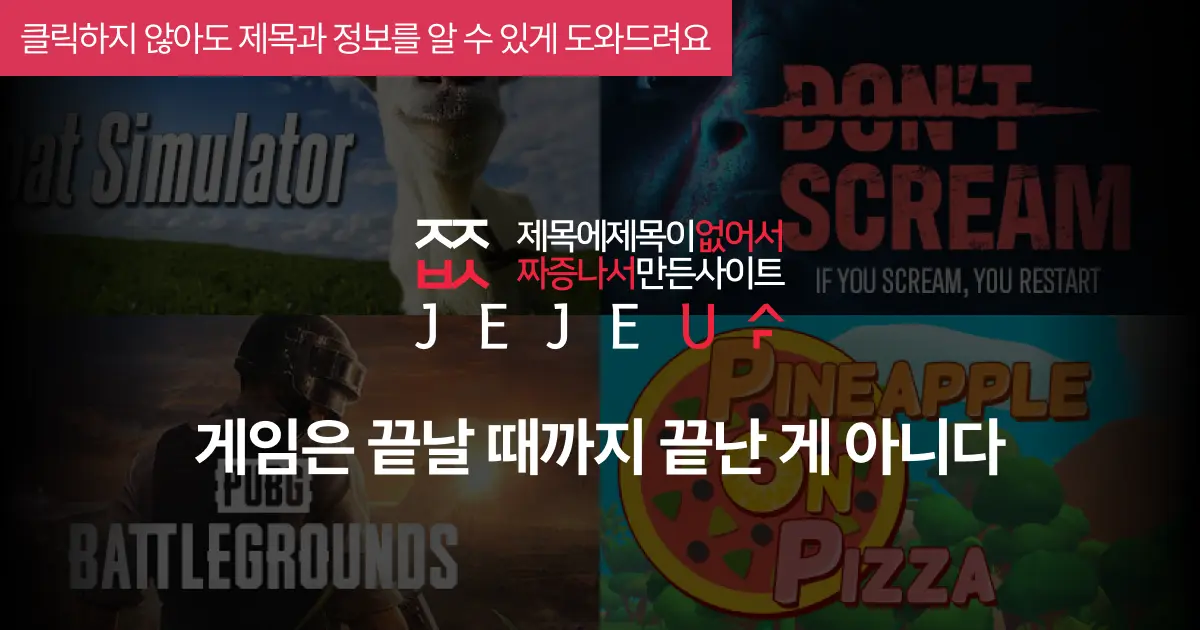 클릭하지 않아도 제목과 정보를 알 수 있게 도와드려요
at Simulator
DON'T
SCREAM
IF YOU SCREAM, YOU RESTART
제목에제목이없어서
짜증나서만든사이트
JEJEU
PINEAPPLE
ON
PIZZA
게임은 끝날 때까지 끝난 게 아니다
PUBG
BATTLEGROUNDS